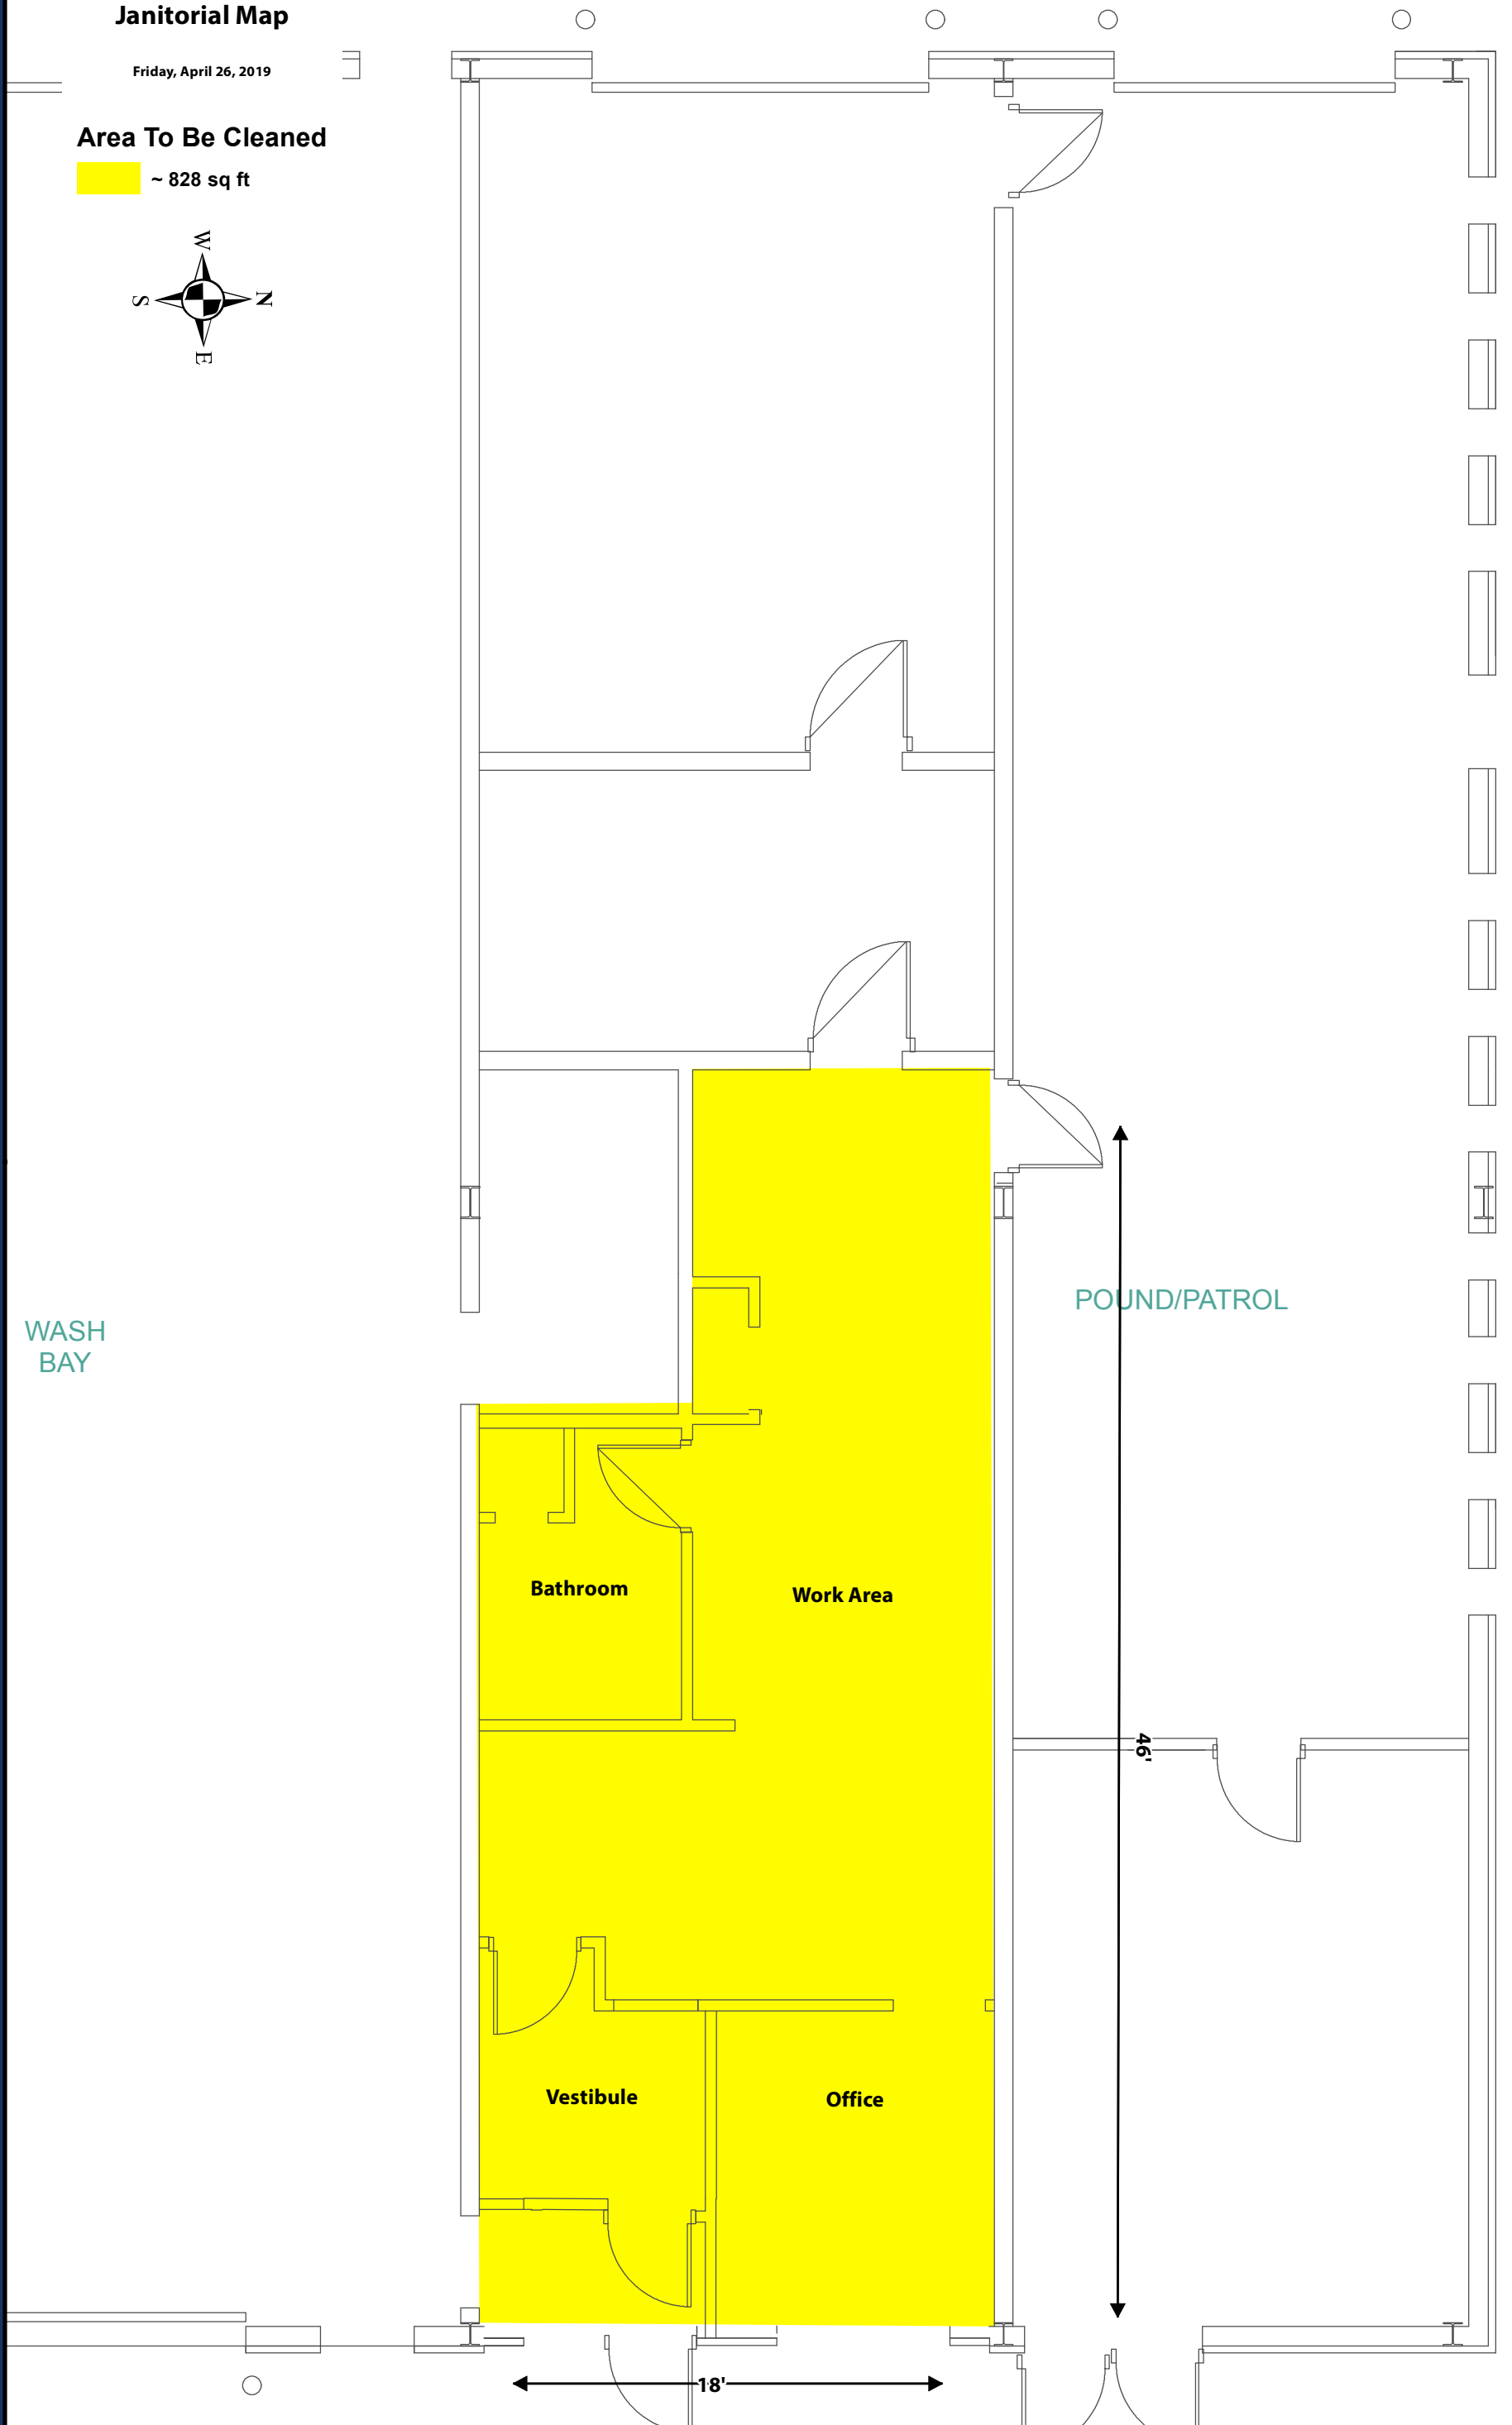 Janitorial Map
Friday, April 26, 2019
Area To Be Cleaned
~ 828 sq ft
W
S
N
E
POUND/PATROL
WASH
BAY
Bathroom
Work Area
46'
Vestibule
Office
18'